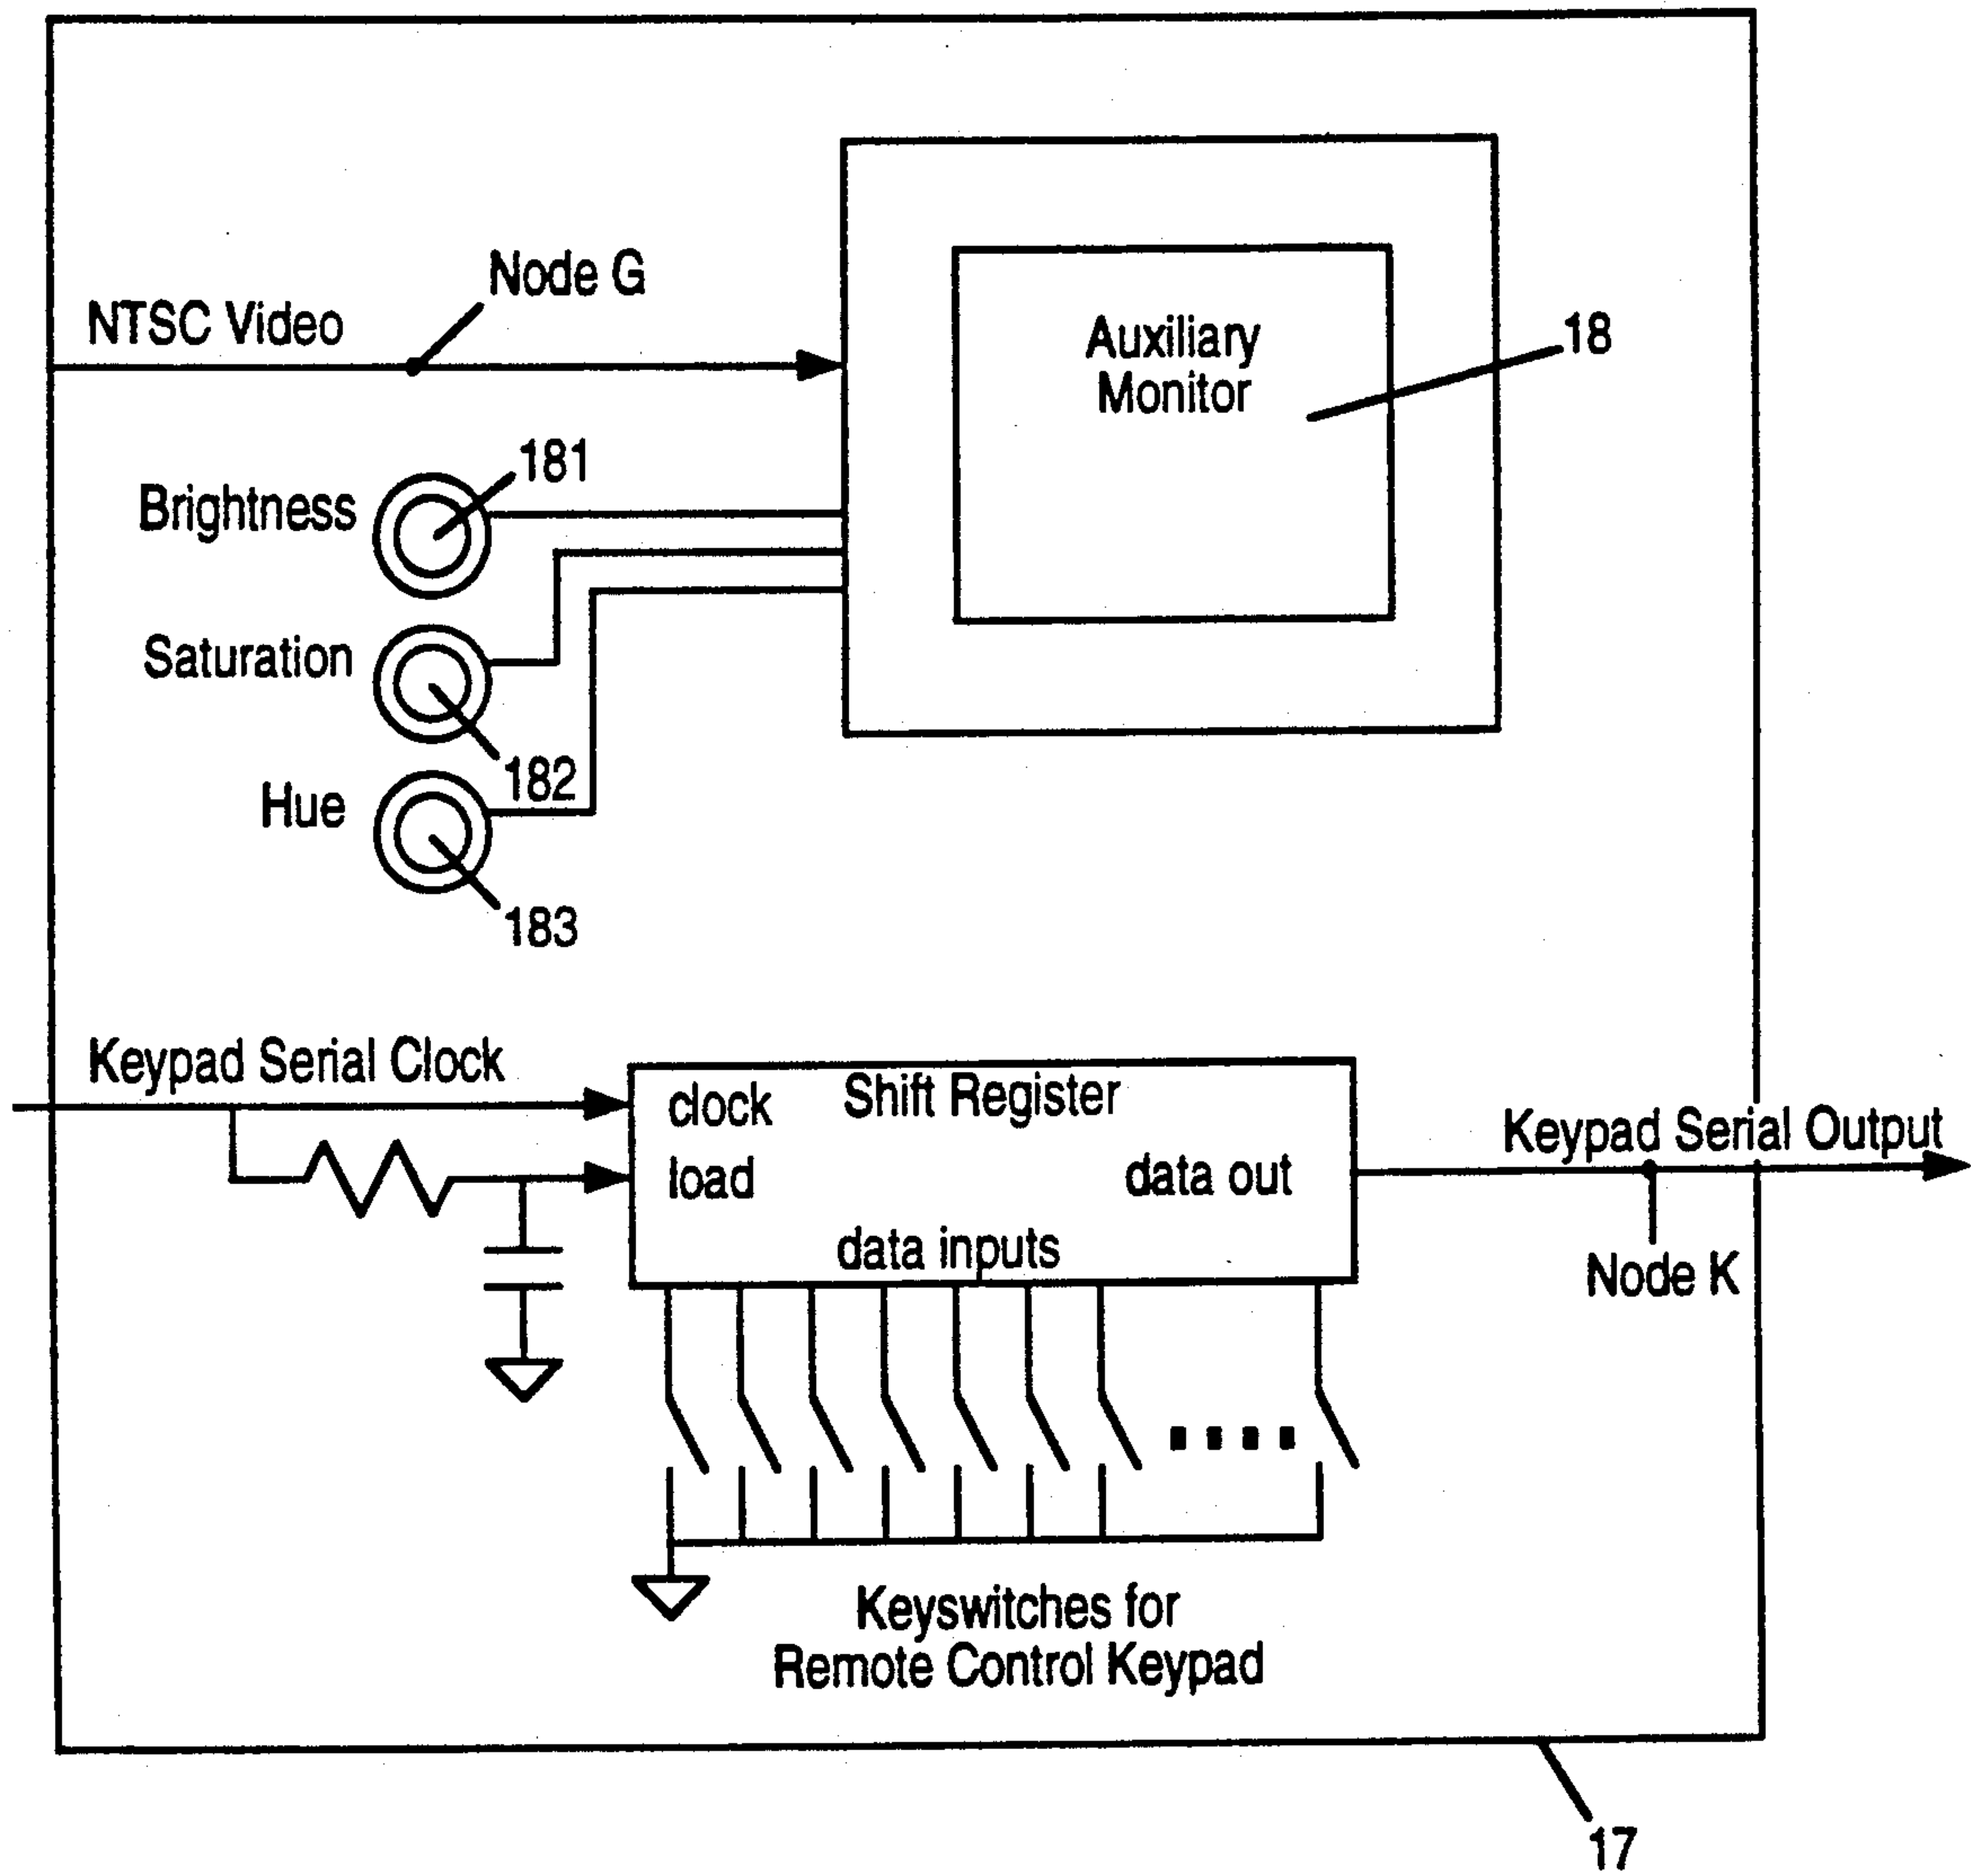 Node G
NTSC Video
Auxiliary
Monitor
18
181
Brightness
Saturation
182
Hue
183
Keypad Serial Clock
clock
Shift Register
load
data out
data inputs
Keypad Serial Output
Node K
Keyswitches for
Remote Control Keypad
17